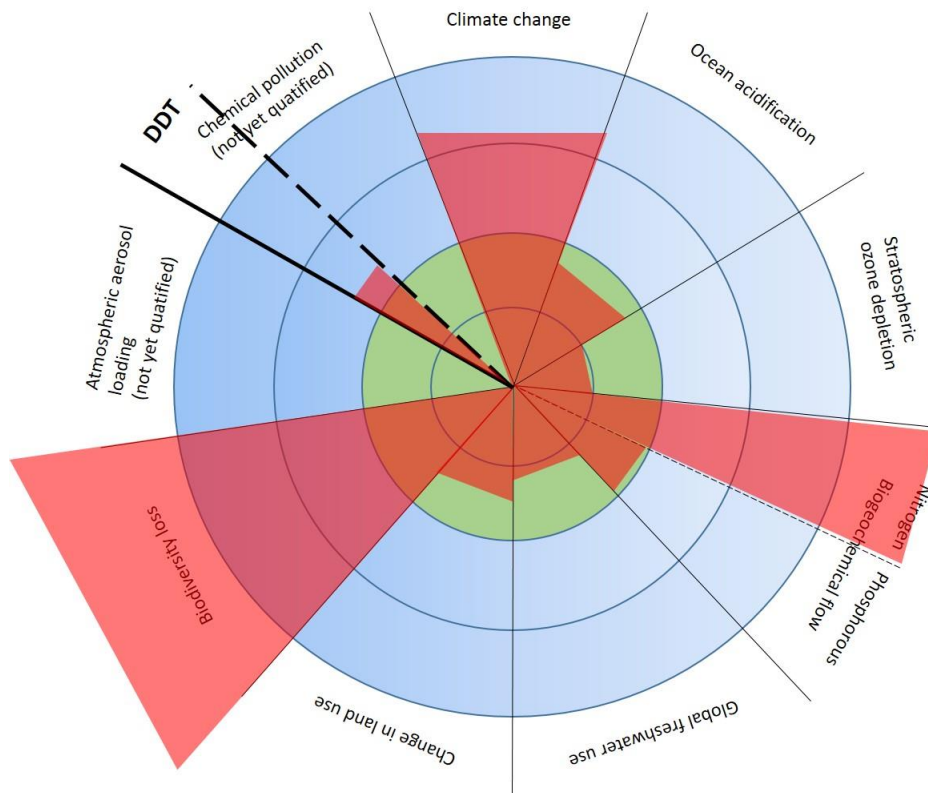 Climate change
Ocean acidification
Stratospheric
ozone depletion
Nitrogen
Biogeochemical flow
Phosphorous
Global freshwater use
Change in land use
Biodiversity loss
Atmospheric aerosol
loading
(not yet quatified)
DDT
Chemical pollution
(not yet quatified)